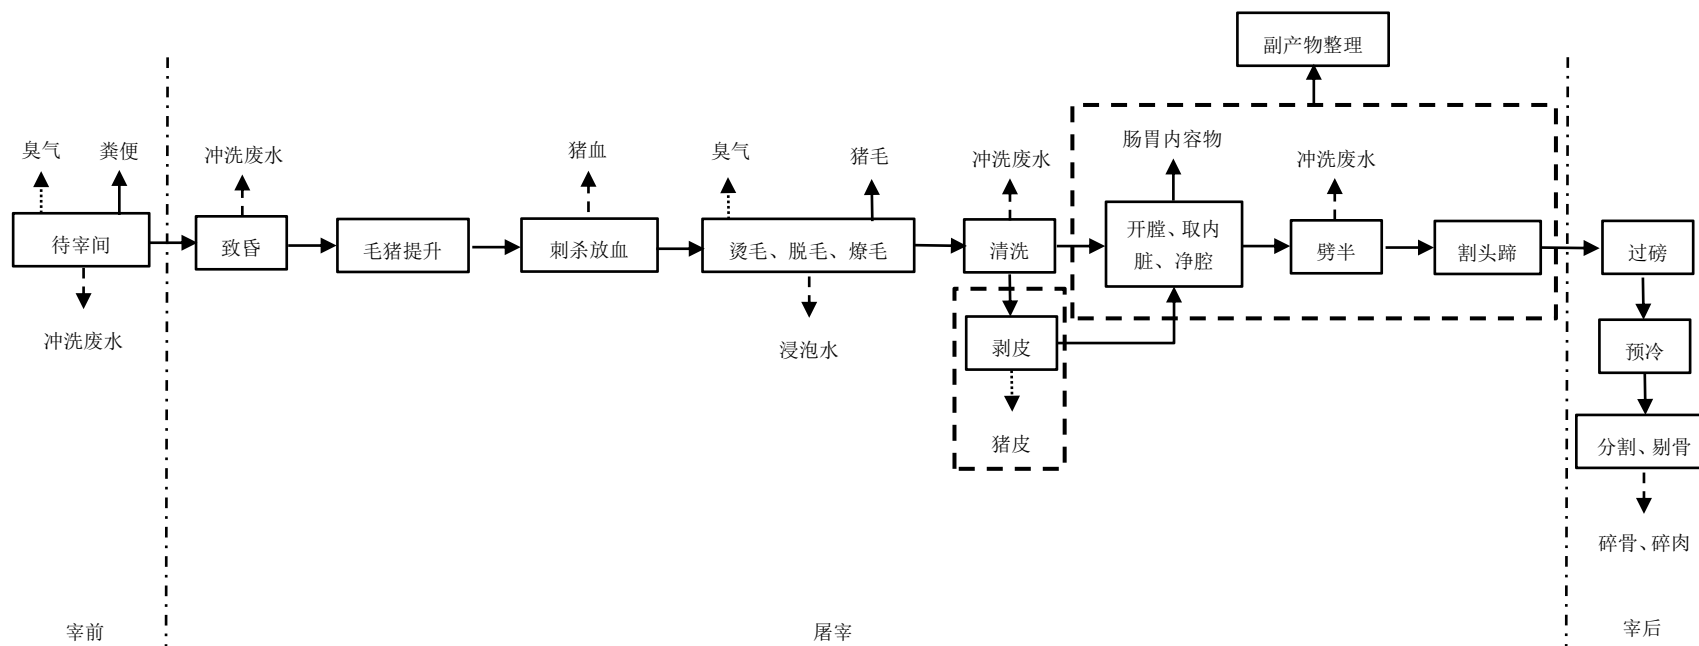 副产物整理
臭气
粪便
冲洗废水
猪血
臭气
猪毛
冲洗废水
肠胃内容物
冲洗废水
待宰间
致昏
毛猪提升
刺杀放血
烫毛、脱毛、燎毛
清洗
开膛、取内
脏、净腔
劈半
割头蹄
过磅
冲洗废水
浸泡水
剥皮
预冷
猪皮
分割、剔骨
碎骨、碎肉
宰前
屠宰
宰后